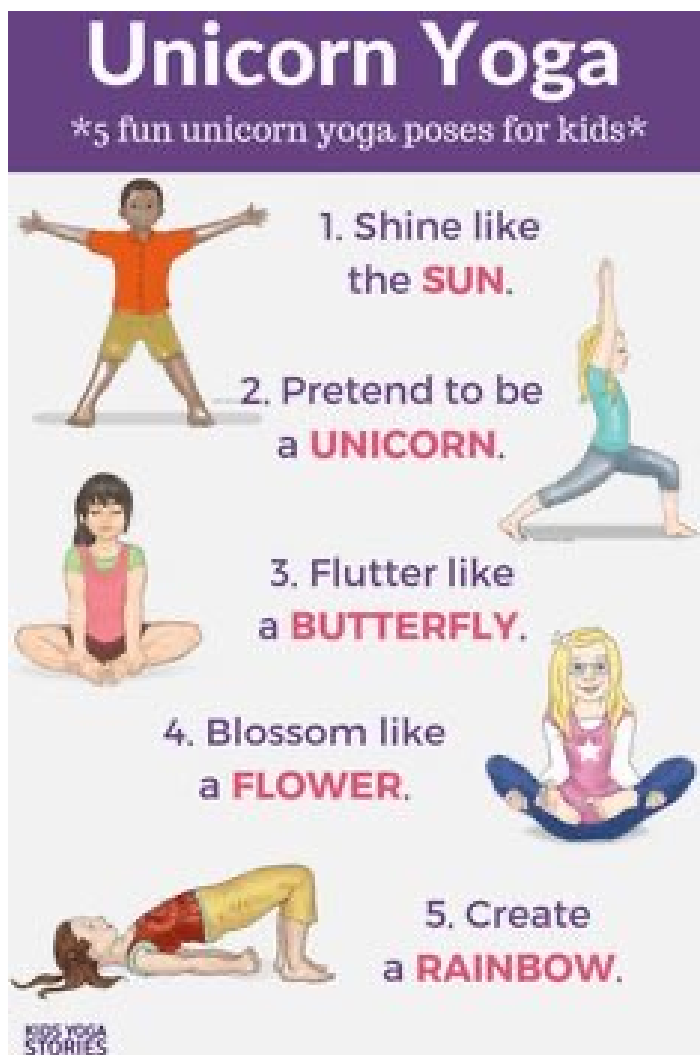 Unicorn Yoga
*5 fun unicorn yoga poses for kids*
1. Shine like
the SUN.
2. Pretend to be
a UNICORN.
3. Flutter like
a BUTTERFLY.
4. Blossom like
a FLOWER.
5. Create
a RAINBOW.
KIDS YOGA
STORIES